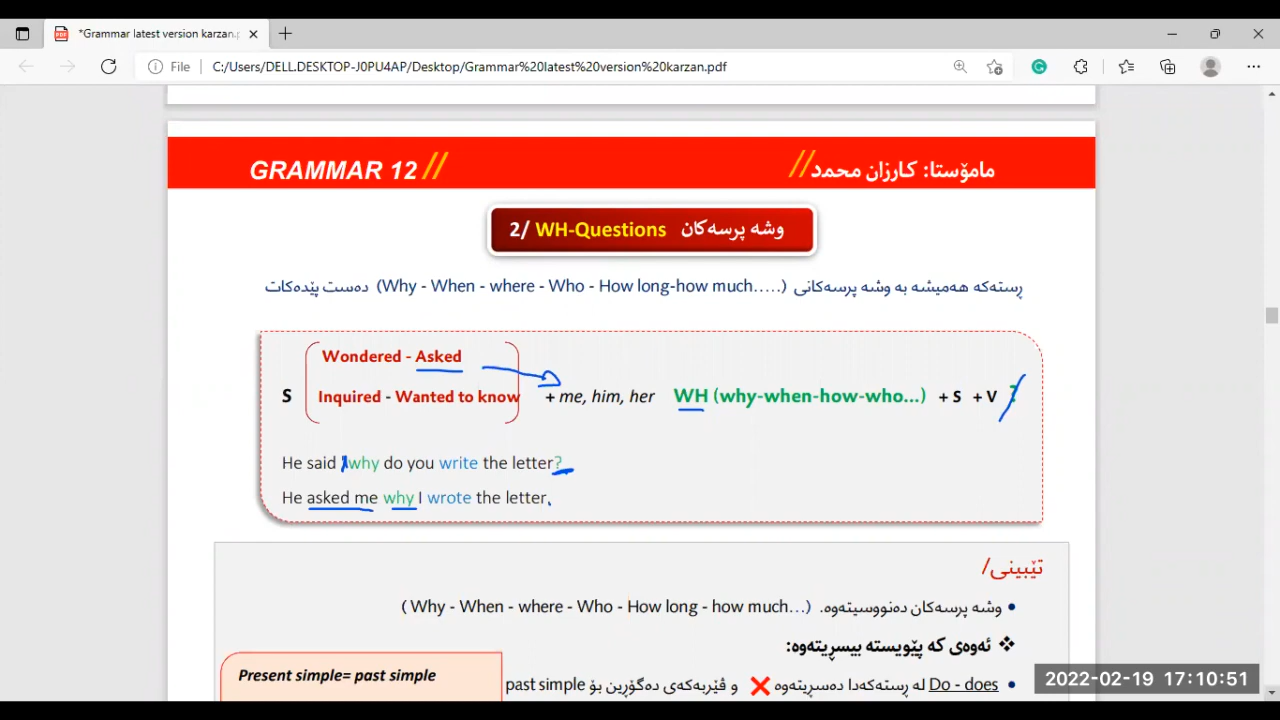 *Grammar latest version karzan.p
File C:/Users/DELL.DESKTOP-J0PU4AP/Desktop/Grammar%20latest%20version%20karzan.pdf
GRAMMAR 12 // //مامۆستا: کارزان محمد
2/ WH-Questions وشە پرسەکان
ڕستەکە هەمیشە بە وشە پرسەکانی (Why - When - where - Who - How long-how much.....) دەست پێدەکات
Wondered - Asked
S Inquired - Wanted to know + me, him, her WH (why-when-how-who...) + S + V ?
He said why do you write the letter?
He asked me why I wrote the letter.
تێبینی/
• وشە پرسەکان دەنووسیتەوە. (Why - When - where - Who - How long - how much...)
❖ ئەوەی کە پێویستە بیسڕیتەوە:
• Do - does لە ڕستەکەدا دەسڕیتەوە ❌ و ڤێربەکەی دەگۆڕین بۆ past simple
Present simple= past simple
2022-02-19 17:10:51